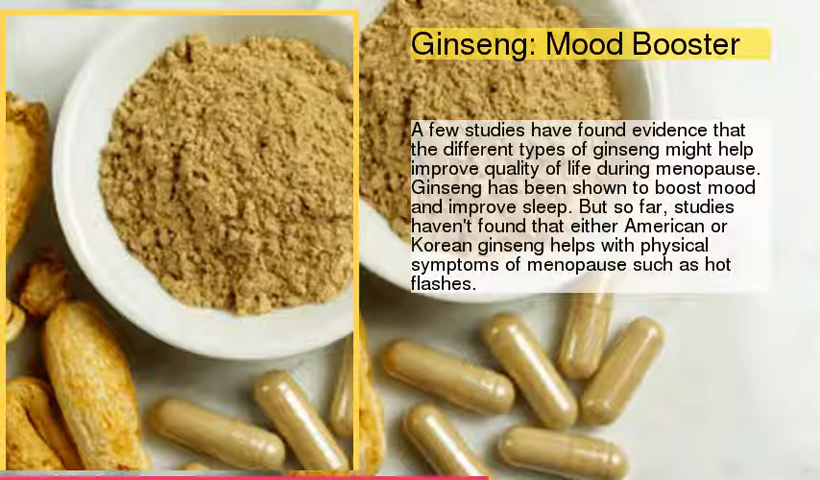 Ginseng: Mood Booster
A few studies have found evidence that
the different types of ginseng might help
improve quality of life during menopause.
Ginseng has been shown to boost mood
and improve sleep. But so far, studies
haven't found that either American or
Korean ginseng helps with physical
symptoms of menopause such as hot
flashes.